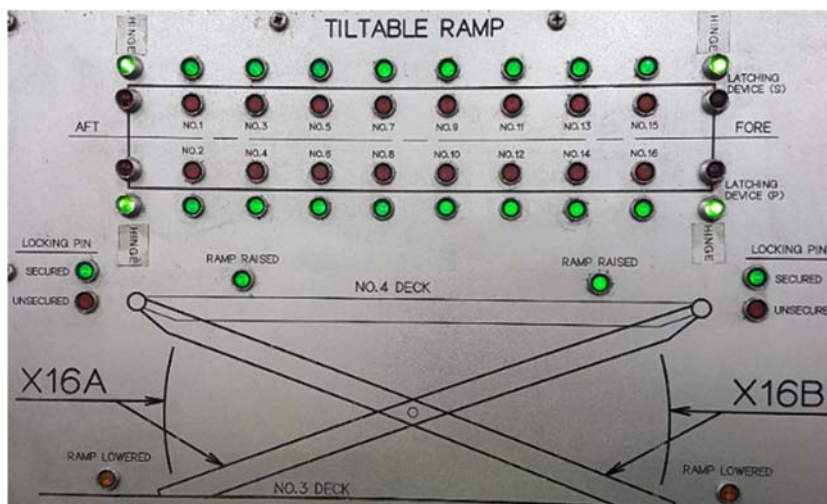 TILTABLE RAMP
HINGE
HINGE
LATCHING
DEVICE (S)
NO.1 NO.3 NO.5 NO.7 NO.9 NO.11 NO.13 NO.15
AFT
FORE
NO.2 NO.4 NO.6 NO.8 NO.10 NO.12 NO.14 NO.16
LATCHING
DEVICE (P)
HINGE
HINGE
LOCKING PIN
SECURED
UNSECURED
RAMP RAISED
RAMP RAISED
LOCKING PIN
SECURED
UNSECURE
NO.4 DECK
X16A
X16B
RAMP LOWERED
RAMP LOWERED
NO.3 DECK